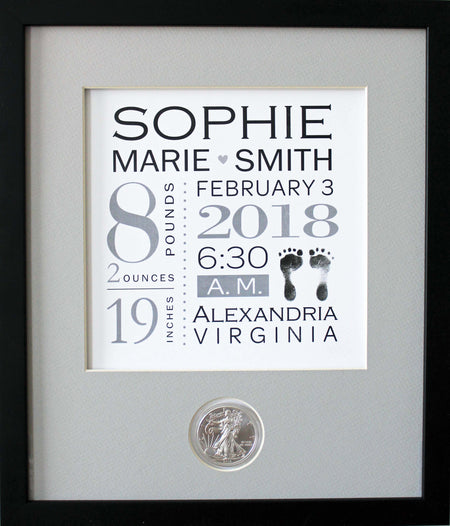 SOPHIE
MARIE SMITH
8 POUNDS
2 OUNCES
19 INCHES
FEBRUARY 3
2018
6:30
A.M.
ALEXANDRIA
VIRGINIA